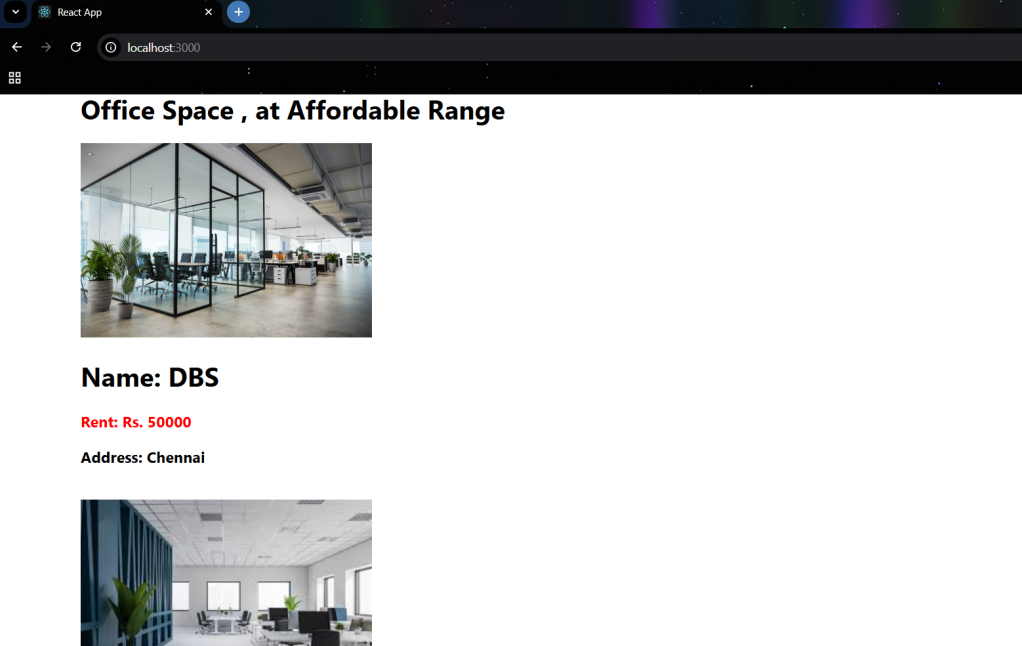 React App
localhost:3000
Office Space , at Affordable Range
Name: DBS
Rent: Rs. 50000
Address: Chennai